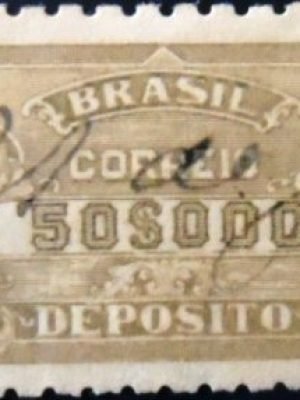 BRASIL
CORREIO
50$000
DEPOSITO